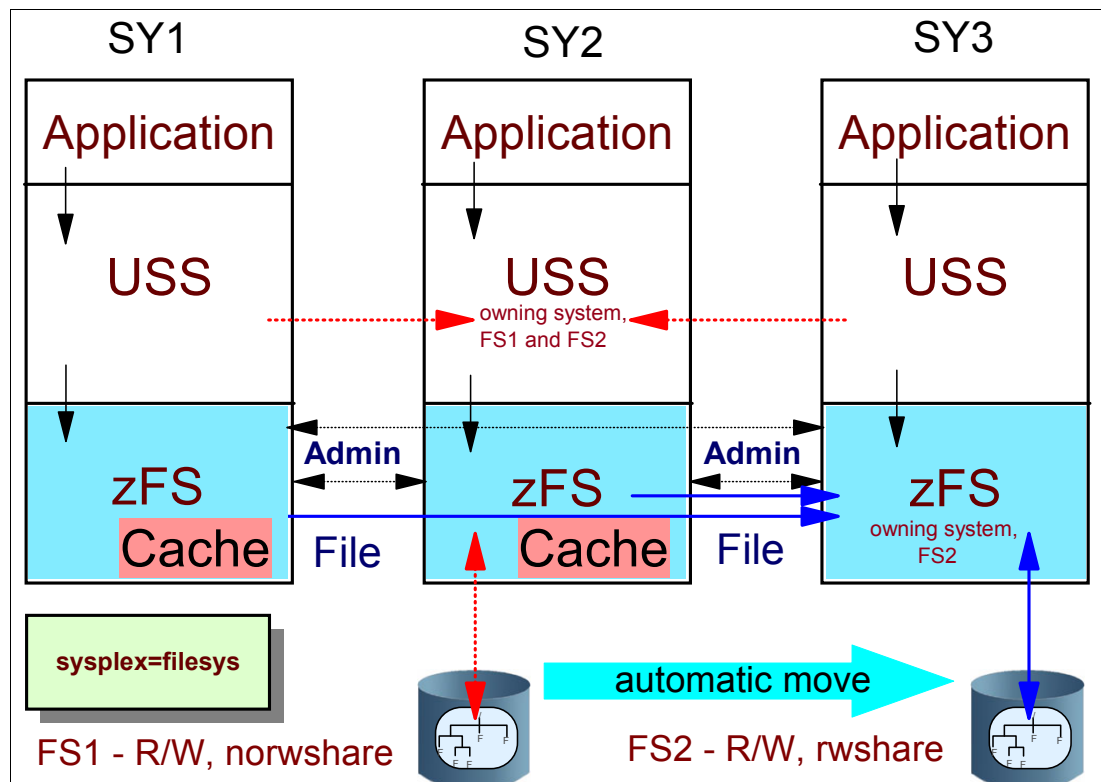 SY1
SY2
SY3
Application
Application
Application
USS
USS
owning system,
FS1 and FS2
USS
Admin
Admin
zFS
Cache
zFS
Cache
zFS
owning system,
FS2
File
File
sysplex=filesys
automatic move
FS1 - R/W, norwshare
FS2 - R/W, rwshare